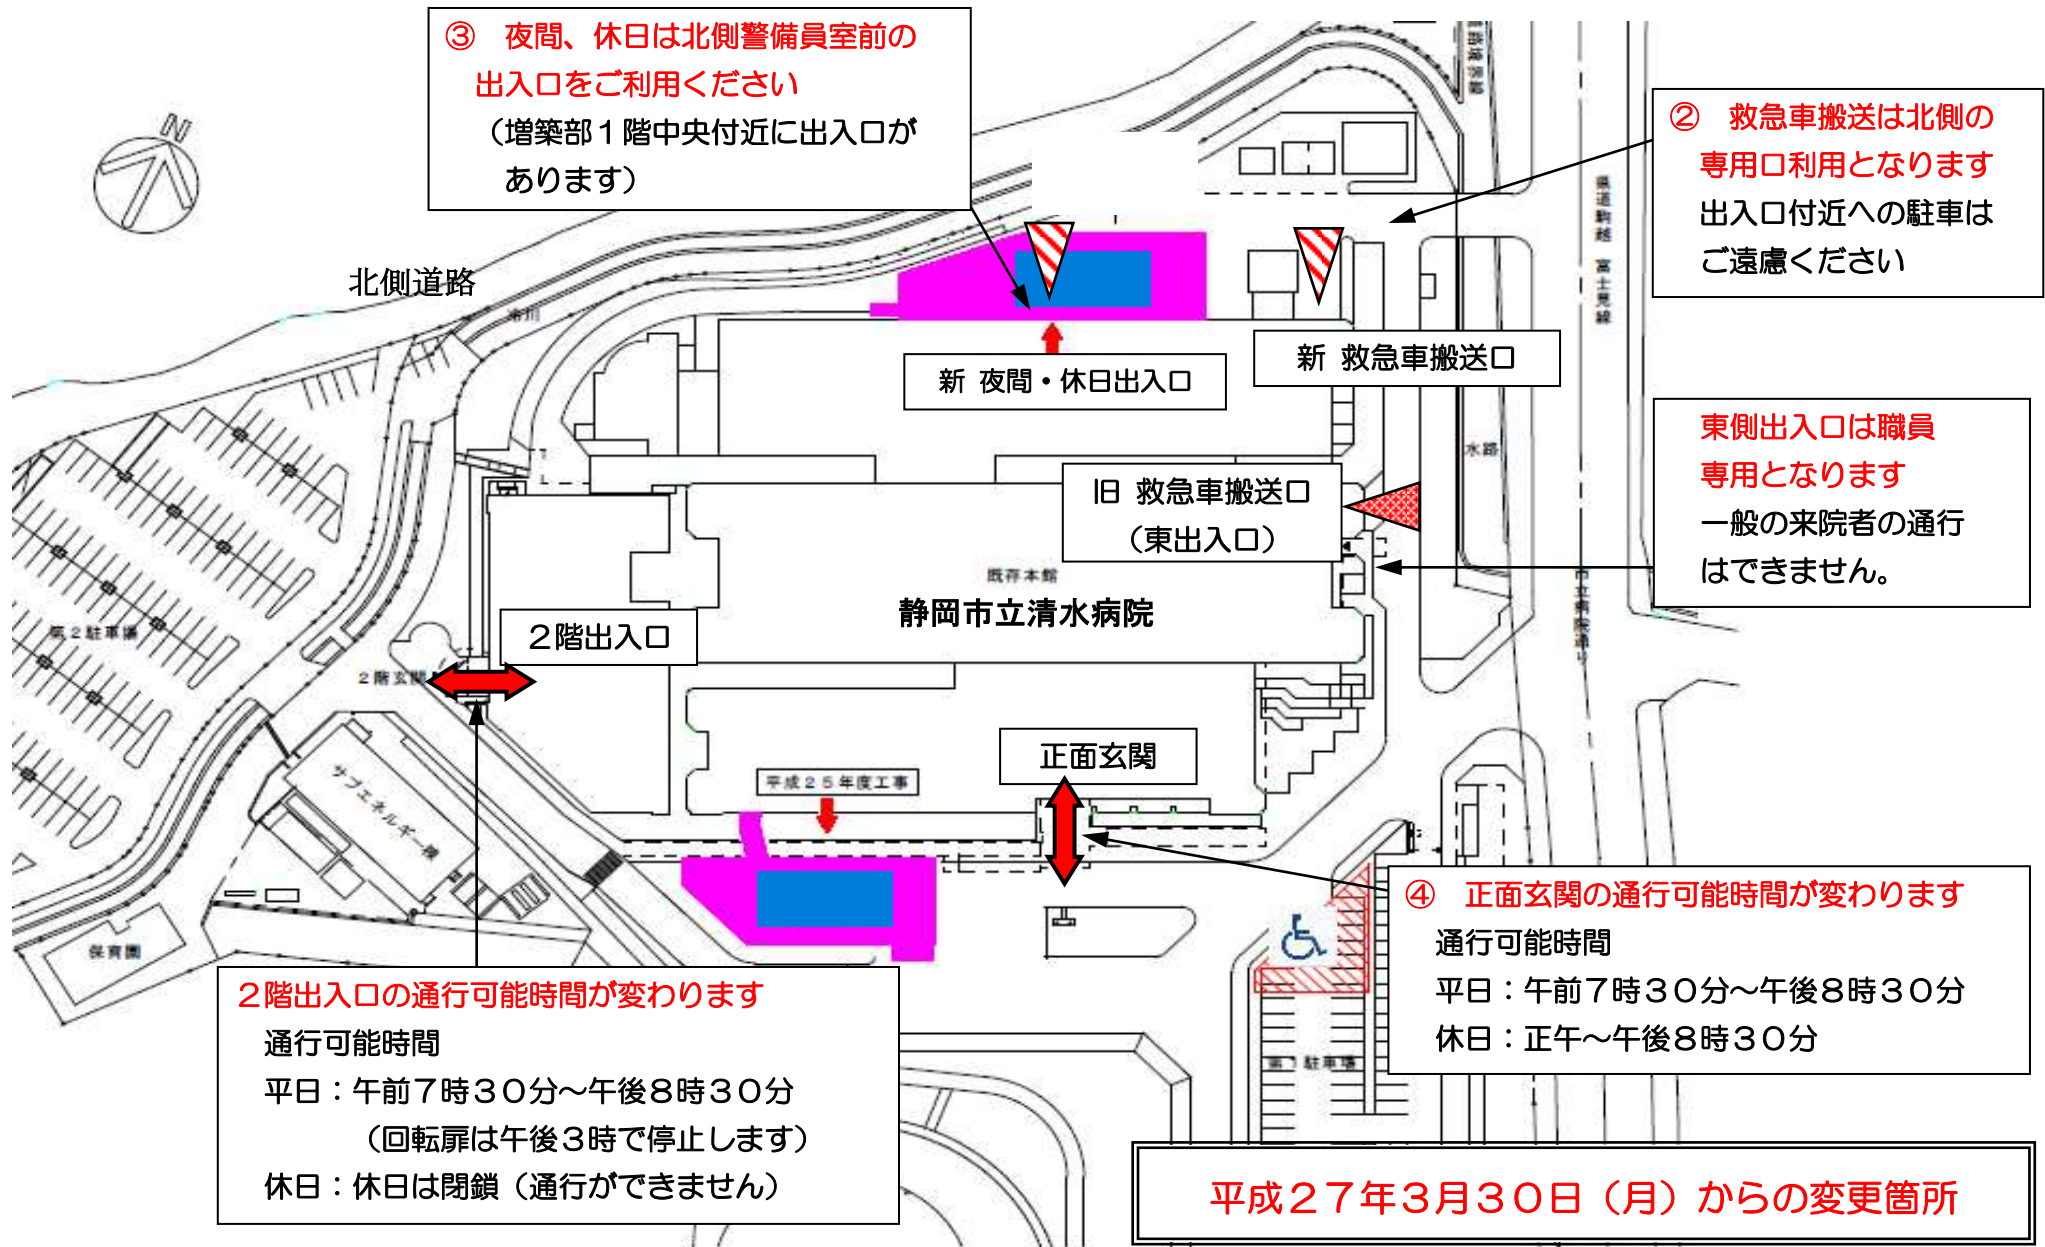 ③　夜間、休日は北側警備員室前の
出入口をご利用ください
（増築部１階中央付近に出入口が
あります）
②　救急車搬送は北側の
専用口利用となります
出入口付近への駐車は
ご遠慮ください
N
北側道路
県道駒越　富士見線
新 夜間・休日出入口
新 救急車搬送口
東側出入口は職員
専用となります
一般の来院者の通行
はできません。
水路
旧 救急車搬送口
（東出入口）
既存本館
静岡市立清水病院
第２駐車場
２階出入口
２階玄関
市立病院通り
正面玄関
平成２５年度工事
サブエネルギー棟
保育園
④　正面玄関の通行可能時間が変わります
通行可能時間
平日：午前７時３０分～午後８時３０分
休日：正午～午後８時３０分
第１駐車場
２階出入口の通行可能時間が変わります
通行可能時間
平日：午前７時３０分～午後８時３０分
（回転扉は午後３時で停止します）
休日：休日は閉鎖（通行ができません）
平成２７年３月３０日（月）からの変更箇所